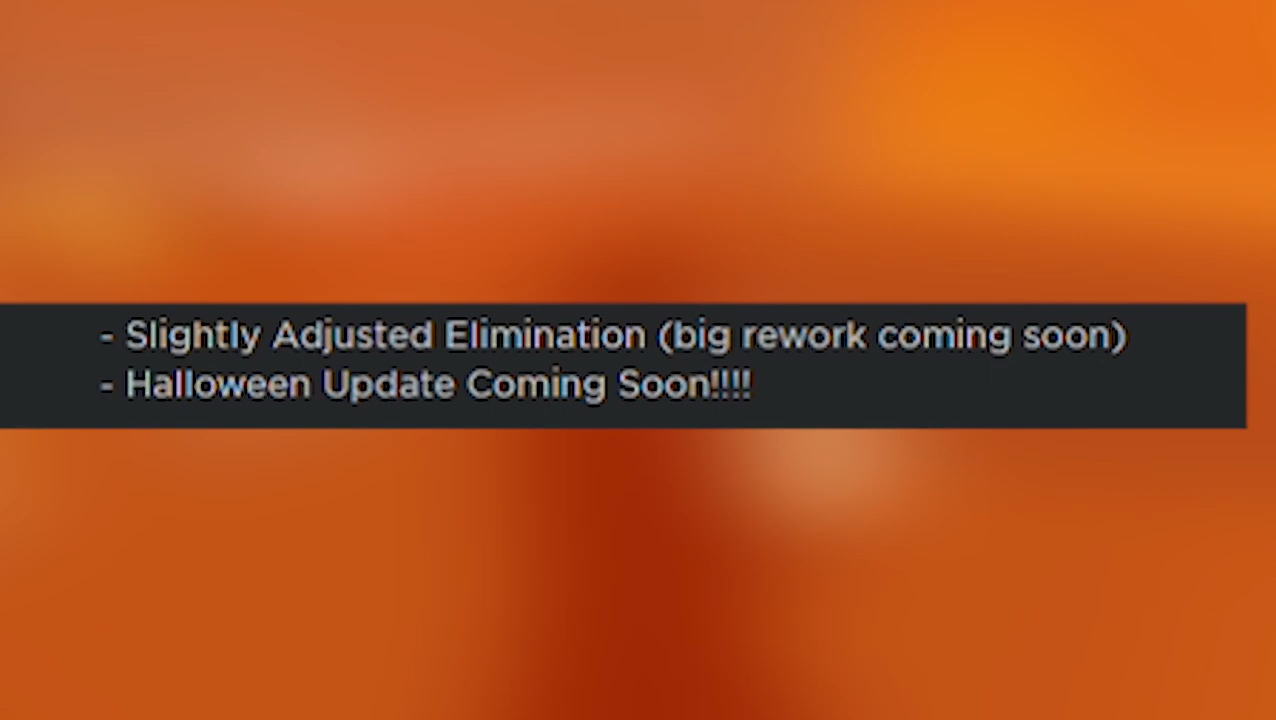 - Slightly Adjusted Elimination (big rework coming soon)
- Halloween Update Coming Soon!!!!